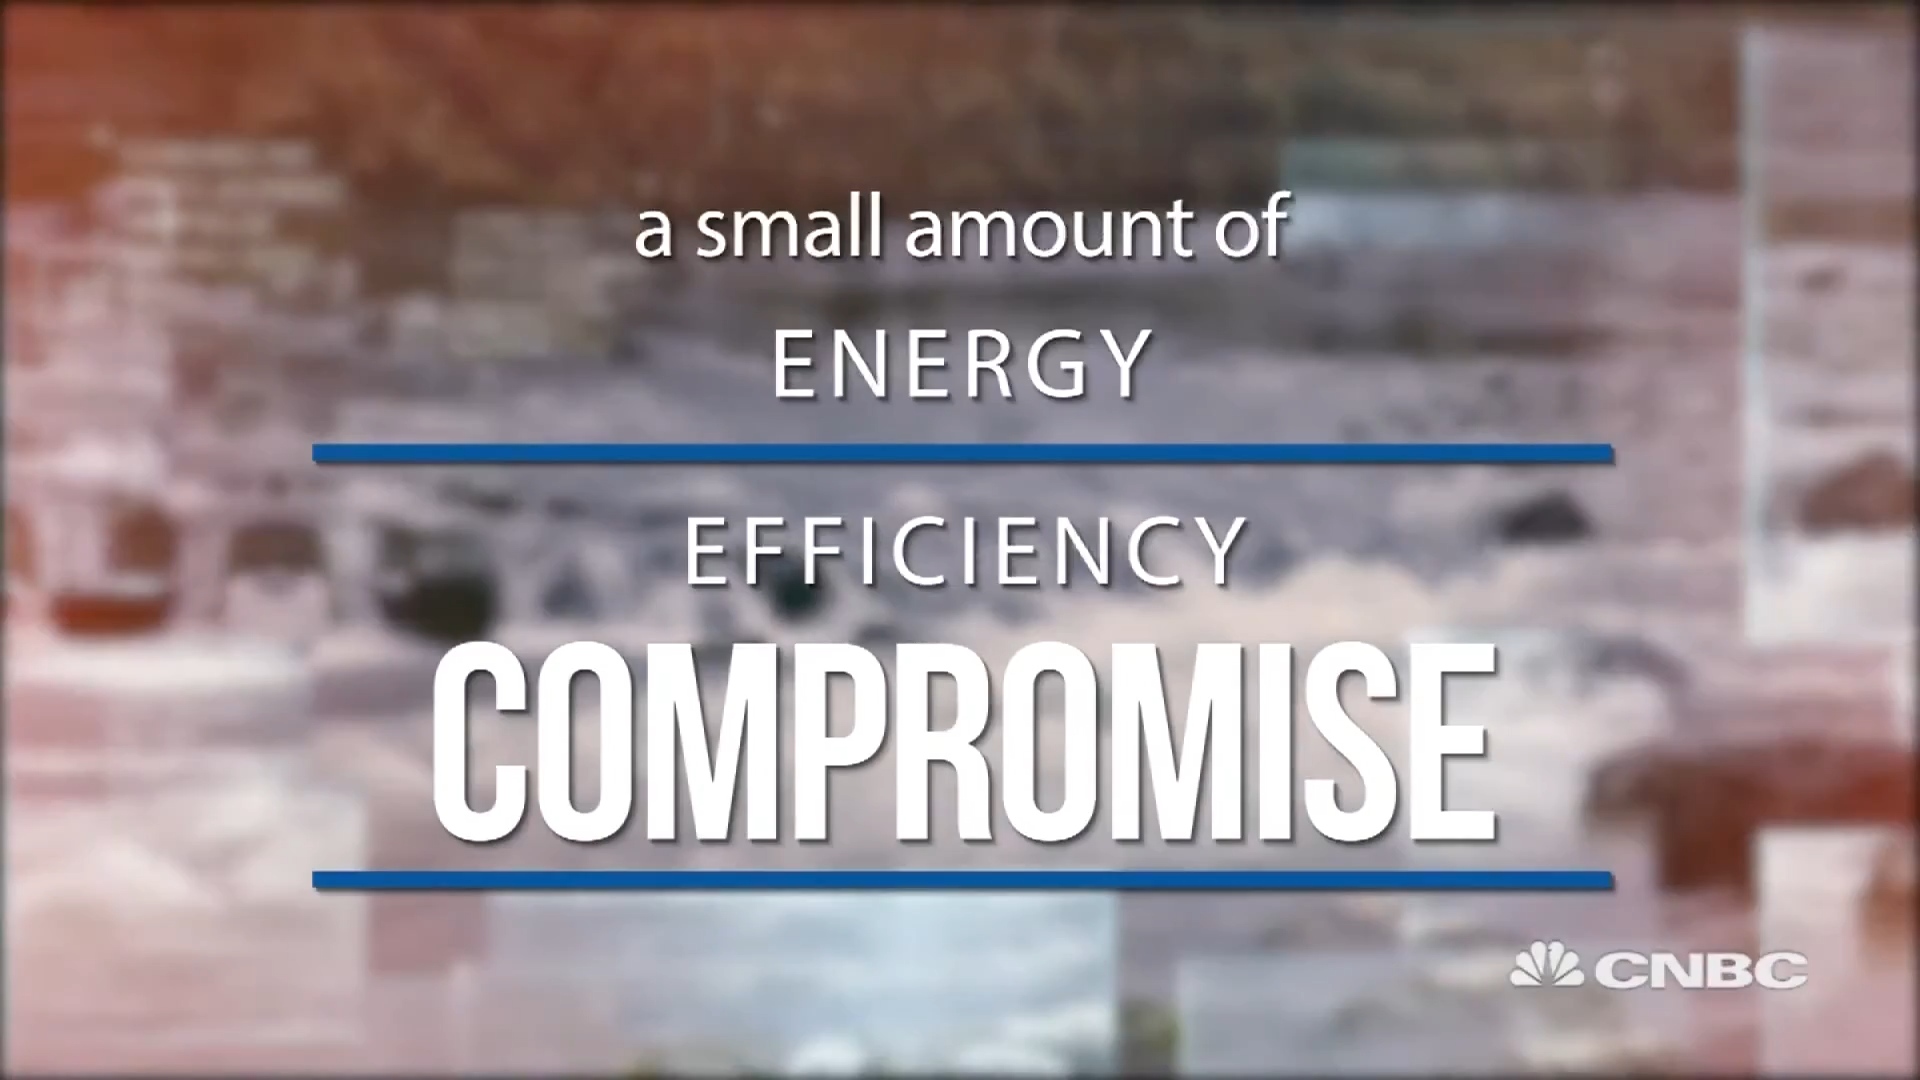 a small amount of
ENERGY
EFFICIENCY
COMPROMISE
CNBC